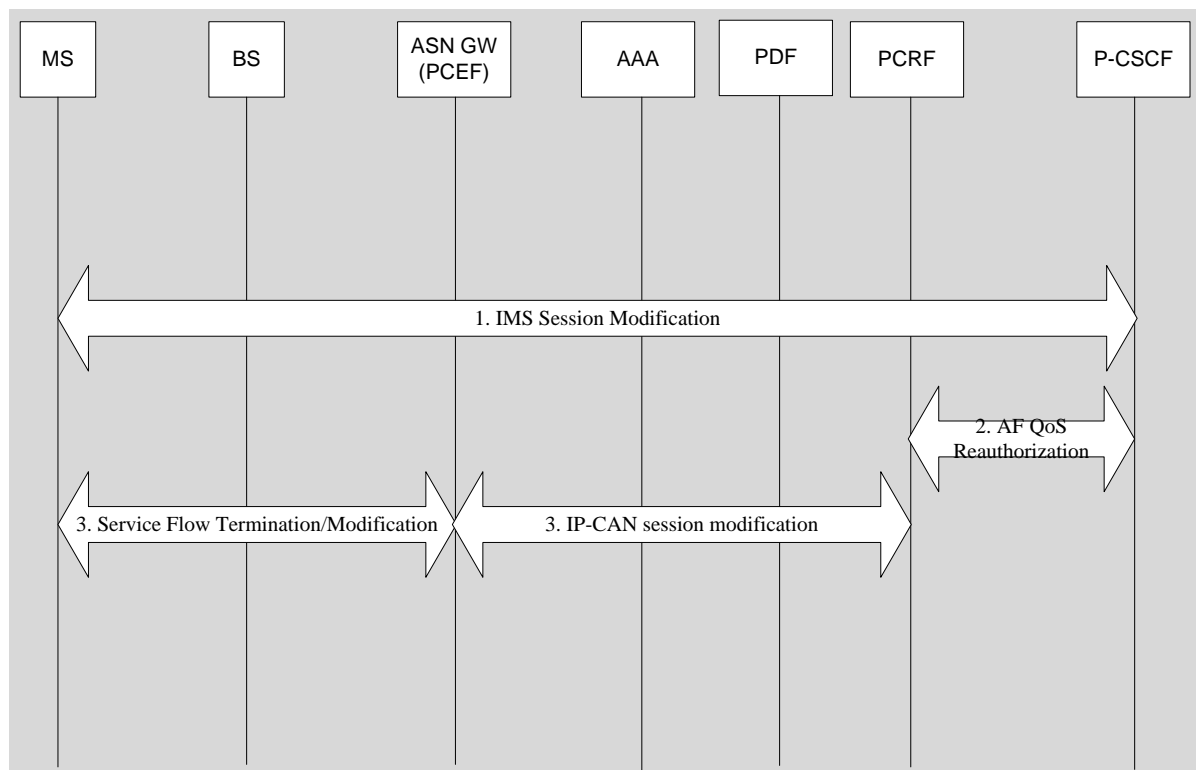 MS
BS
ASN GW
(PCEF)
AAA
PDF
PCRF
P-CSCF
1. IMS Session Modification
2. AF QoS
Reauthorization
3. Service Flow Termination/Modification
3. IP-CAN session modification